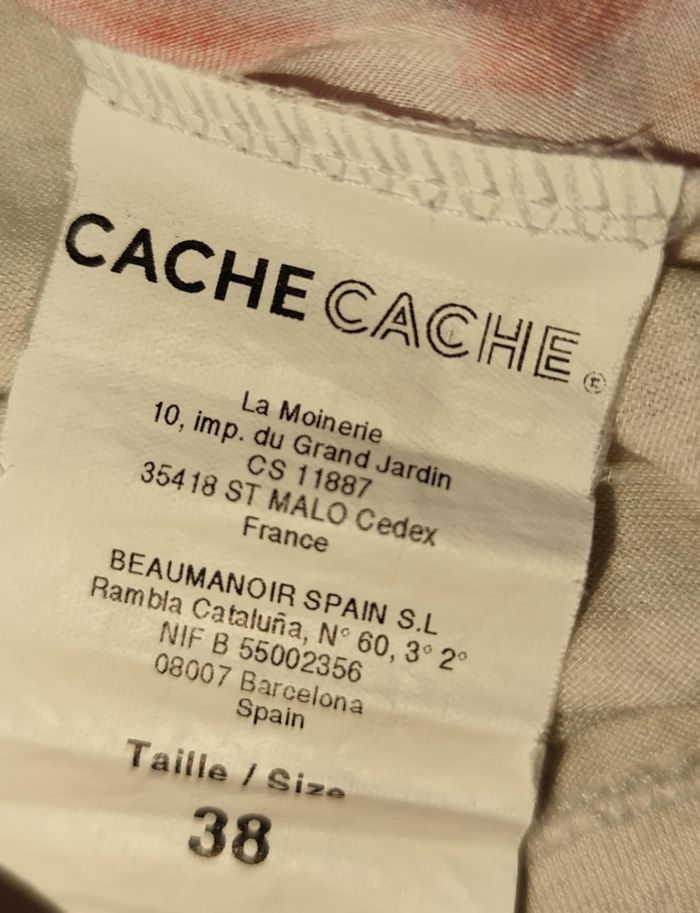 CACHE CACHE ®
La Moinerie
10, imp. du Grand Jardin
CS 11887
35418 ST MALO Cedex
France
BEAUMANOIR SPAIN S.L
Rambla Cataluña, N° 60, 3° 2°
NIF B 55002356
08007 Barcelona
Spain
Taille / Size
38